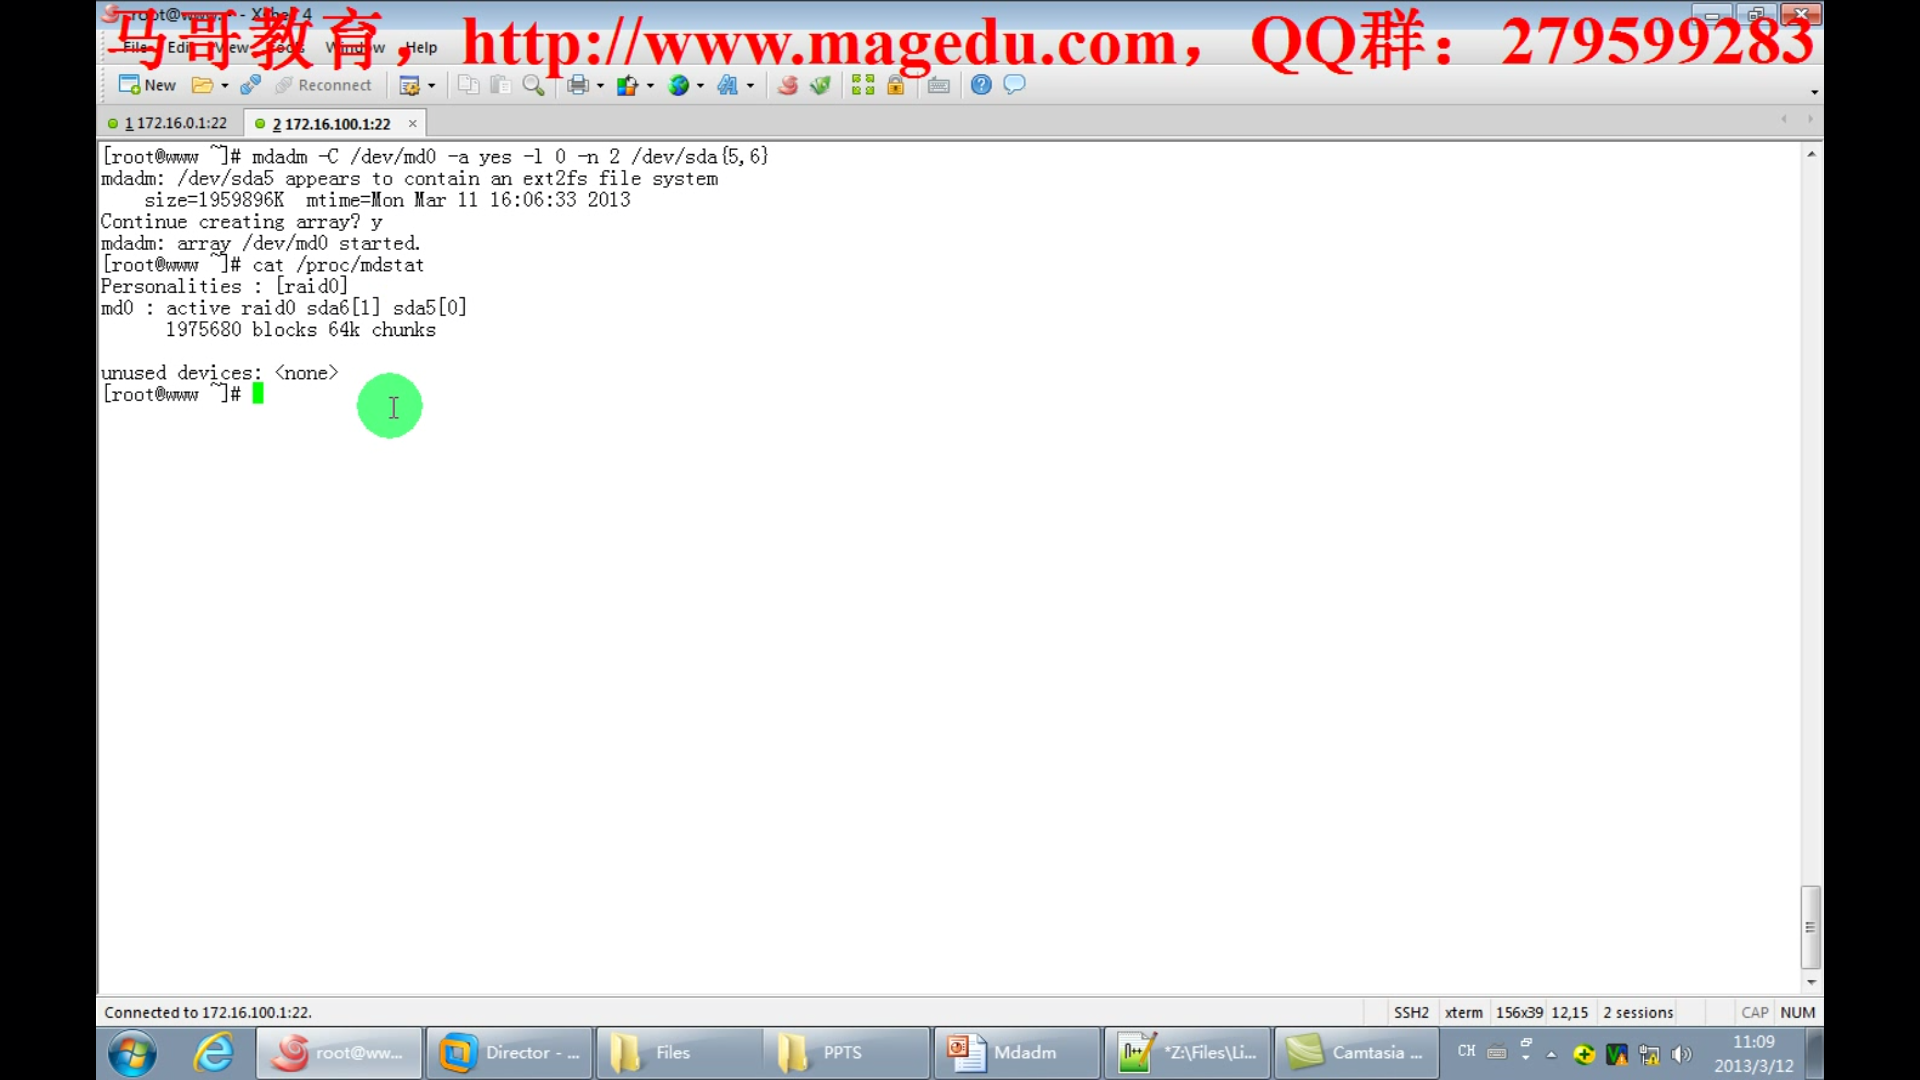 root@www:~ - Xshell 4
马哥教育，http://www.magedu.com，QQ群：279599283
File Edit View Tools Window Help
New Reconnect
1 172.16.0.1:22 2 172.16.100.1:22
[root@www ~]# mdadm -C /dev/md0 -a yes -l 0 -n 2 /dev/sda{5,6}
mdadm: /dev/sda5 appears to contain an ext2fs file system
size=1959896K mtime=Mon Mar 11 16:06:33 2013
Continue creating array? y
mdadm: array /dev/md0 started.
[root@www ~]# cat /proc/mdstat
Personalities : [raid0]
md0 : active raid0 sda6[1] sda5[0]
1975680 blocks 64k chunks
unused devices: <none>
[root@www ~]#
Connected to 172.16.100.1:22. SSH2 xterm 156x39 12,15 2 sessions CAP NUM
root@ww... Director - ... Files PPTS Mdadm *Z:\Files\Li... Camtasia ... CH 11:09
2013/3/12